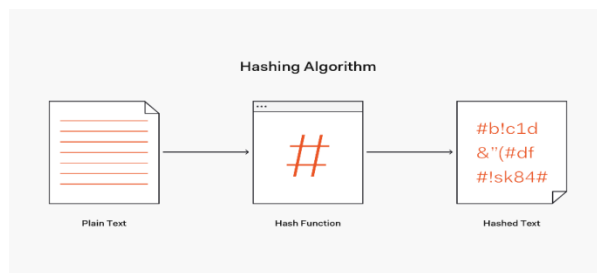 Hashing Algorithm
#
#b!c1d
&"(#df
#!sk84#
Plain Text
Hash Function
Hashed Text